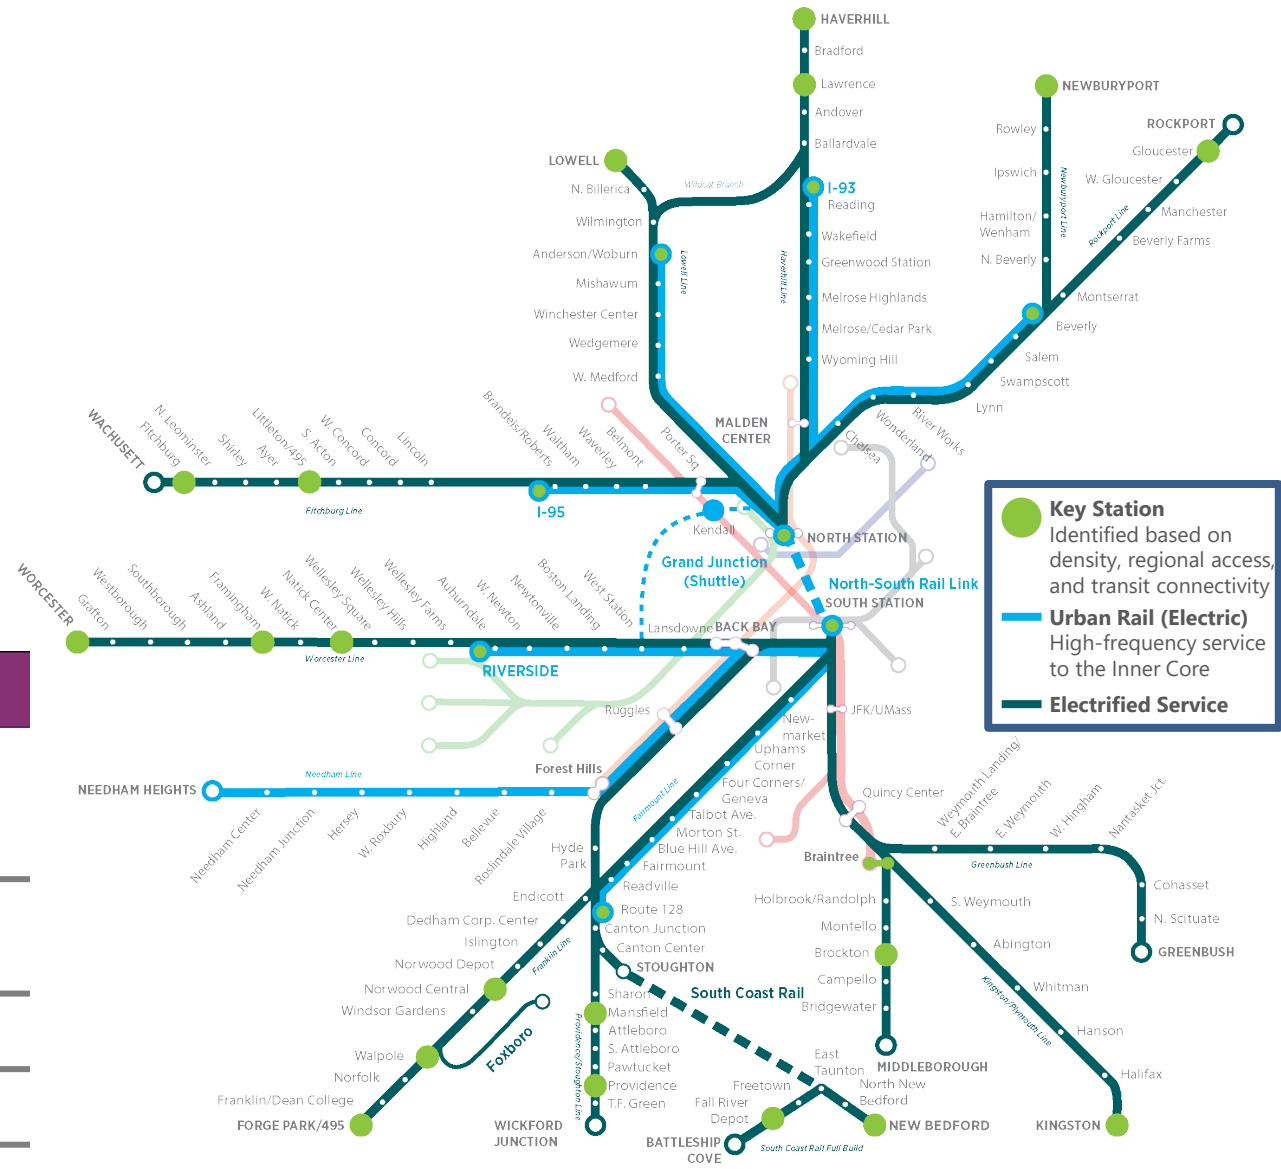 HAVERHILL
Bradford
Lawrence
Andover
Ballardvale
NEWBURYPORT
Rowley
Ipswich
Hamilton/
Wenham
N. Beverly
Newburyport Line
ROCKPORT
Gloucester
W. Gloucester
Manchester
Beverly Farms
Rockport Line
Montserrat
Beverly
Salem
Swampscott
Lynn
River Works
Wonderland
Chelsea
LOWELL
N. Billerica
Wilmington
Wildcat Branch
Anderson/Woburn
Mishawum
Winchester Center
Wedgemere
W. Medford
Lowell Line
I-93
Reading
Wakefield
Greenwood Station
Melrose Highlands
Melrose/Cedar Park
Wyoming Hill
Haverhill Line
MALDEN
CENTER
WACHUSETT
Fitchburg
N. Leominster
Shirley
Ayer
Littleton/495
S. Acton
W. Concord
Concord
Lincoln
Brandeis/Roberts
Waltham
Waverley
Belmont
Porter Sq.
Fitchburg Line
I-95
Kendall
NORTH STATION
Grand Junction
(Shuttle)
North-South Rail Link
SOUTH STATION
Key Station
Identified based on
density, regional access,
and transit connectivity
Urban Rail (Electric)
High-frequency service
to the Inner Core
Electrified Service
WORCESTER
Grafton
Westborough
Southborough
Ashland
Framingham
W. Natick
Natick Center
Wellesley Square
Wellesley Hills
Wellesley Farms
Auburndale
W. Newton
Newtonville
Boston Landing
West Station
Lansdowne
BACK BAY
Worcester Line
RIVERSIDE
Ruggles
JFK/UMass
New-
market
Uphams
Corner
Four Corners/
Geneva
Talbot Ave.
Morton St.
Blue Hill Ave.
Fairmount
Readville
Fairmount Line
Forest Hills
NEEDHAM HEIGHTS
Needham Line
Needham Center
Needham Junction
Hersey
W. Roxbury
Highland
Bellevue
Roslindale Village
Hyde
Park
Quincy Center
Braintree
Weymouth Landing/
E. Braintree
E. Weymouth
W. Hingham
Nantasket Jct.
Greenbush Line
Cohasset
N. Scituate
GREENBUSH
Endicott
Dedham Corp. Center
Islington
Norwood Depot
Norwood Central
Windsor Gardens
Walpole
Norfolk
Franklin/Dean College
FORGE PARK/495
Franklin Line
Foxboro
Route 128
Canton Junction
Canton Center
STOUGHTON
Sharon
Mansfield
Attleboro
S. Attleboro
Pawtucket
Providence
T.F. Green
WICKFORD
JUNCTION
Providence/Stoughton Line
South Coast Rail
Holbrook/Randolph
Montello
Brockton
Campello
Bridgewater
MIDDLEBOROUGH
S. Weymouth
Abington
Whitman
Hanson
Halifax
KINGSTON
Kingston/Plymouth Line
East
Taunton
Freetown
Fall River
Depot
BATTLESHIP
COVE
North New
Bedford
NEW BEDFORD
South Coast Rail Full Build